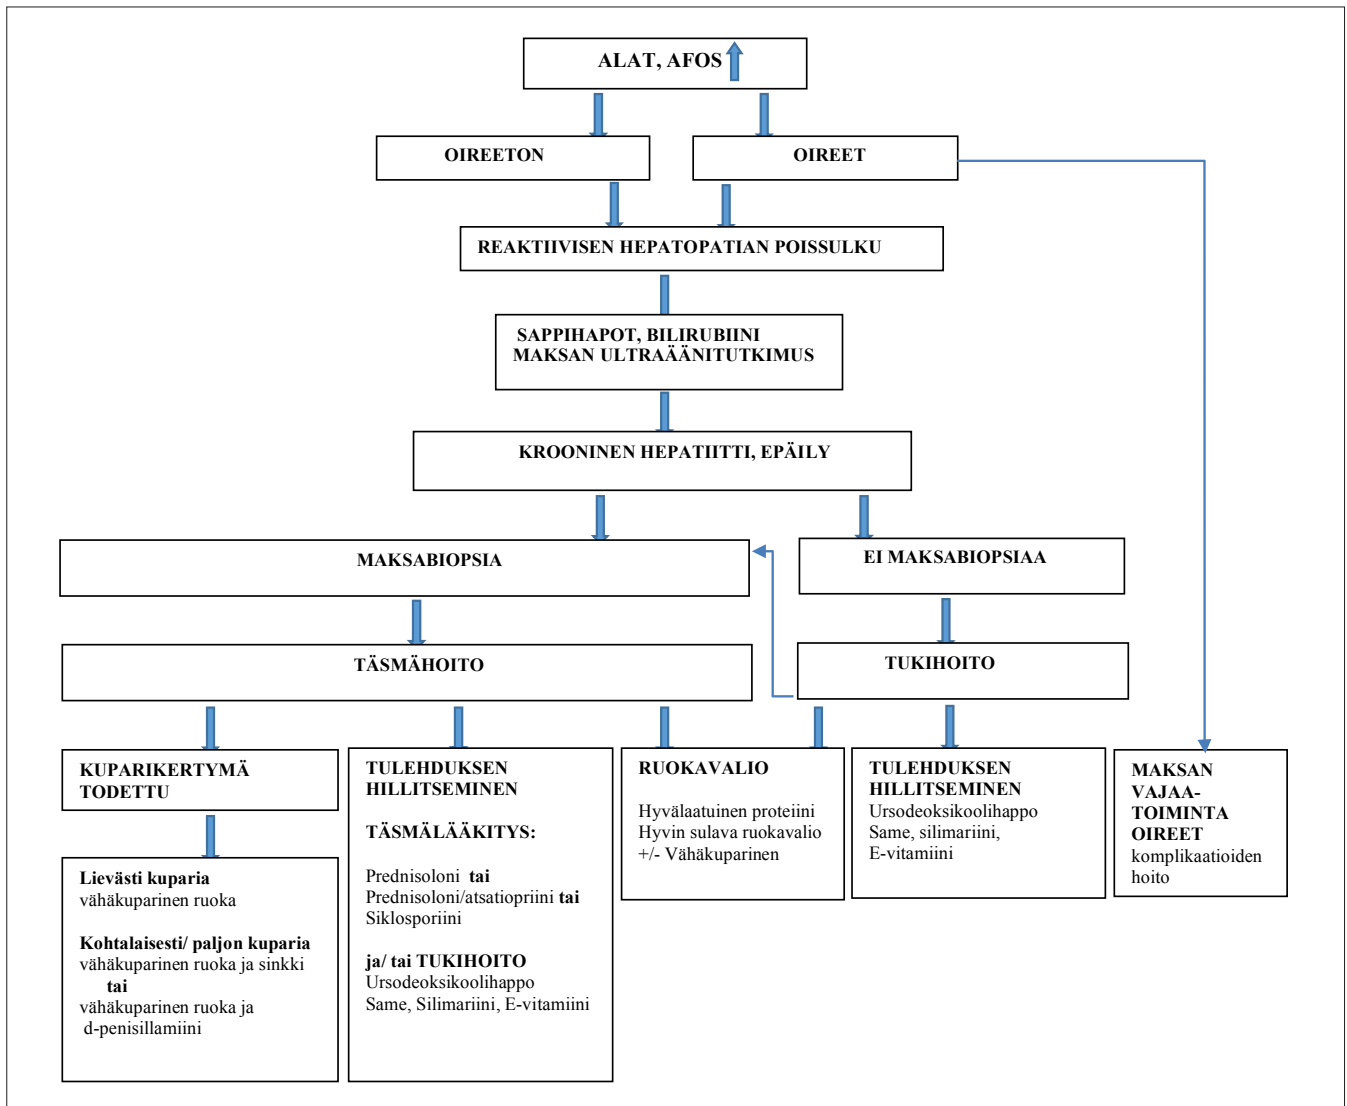 ALAT, AFOS
OIREETON
OIREET
REAKTIIVISEN HEPATOPATIAN POISSULKU
SAPPIHAPOT, BILIRUBIINI
MAKSAN ULTRAÄÄNITUTKIMUS
KROONINEN HEPATIITTI, EPÄILY
MAKSABIOPSIA
EI MAKSABIOPSIAA
TÄSMÄHOITO
TUKIHOITO
KUPARIKERTYMÄ
TODETTU
Lievästi kuparia
vähäkuparinen ruoka
Kohtalaisesti/ paljon kuparia
vähäkuparinen ruoka ja sinkki
tai
vähäkuparinen ruoka ja
d-penisillamiini
TULEHDUKSEN
HILLITSEMINEN
TÄSMÄLÄÄKITYS:
Prednisoloni tai
Prednisoloni/atsatiopriini tai
Siklosporiini
ja/ tai TUKIHOITO
Ursodeoksikoolihappo
Same, Silimariini, E-vitamiini
RUOKAVALIO
Hyvälaatuinen proteiini
Hyvin sulava ruokavalio
+/- Vähäkuparinen
TULEHDUKSEN
HILLITSEMINEN
Ursodeoksikoolihappo
Same, silimariini,
E-vitamiini
MAKSAN
VAJAA-
TOIMINTA
OIREET
komplikaatioiden
hoito